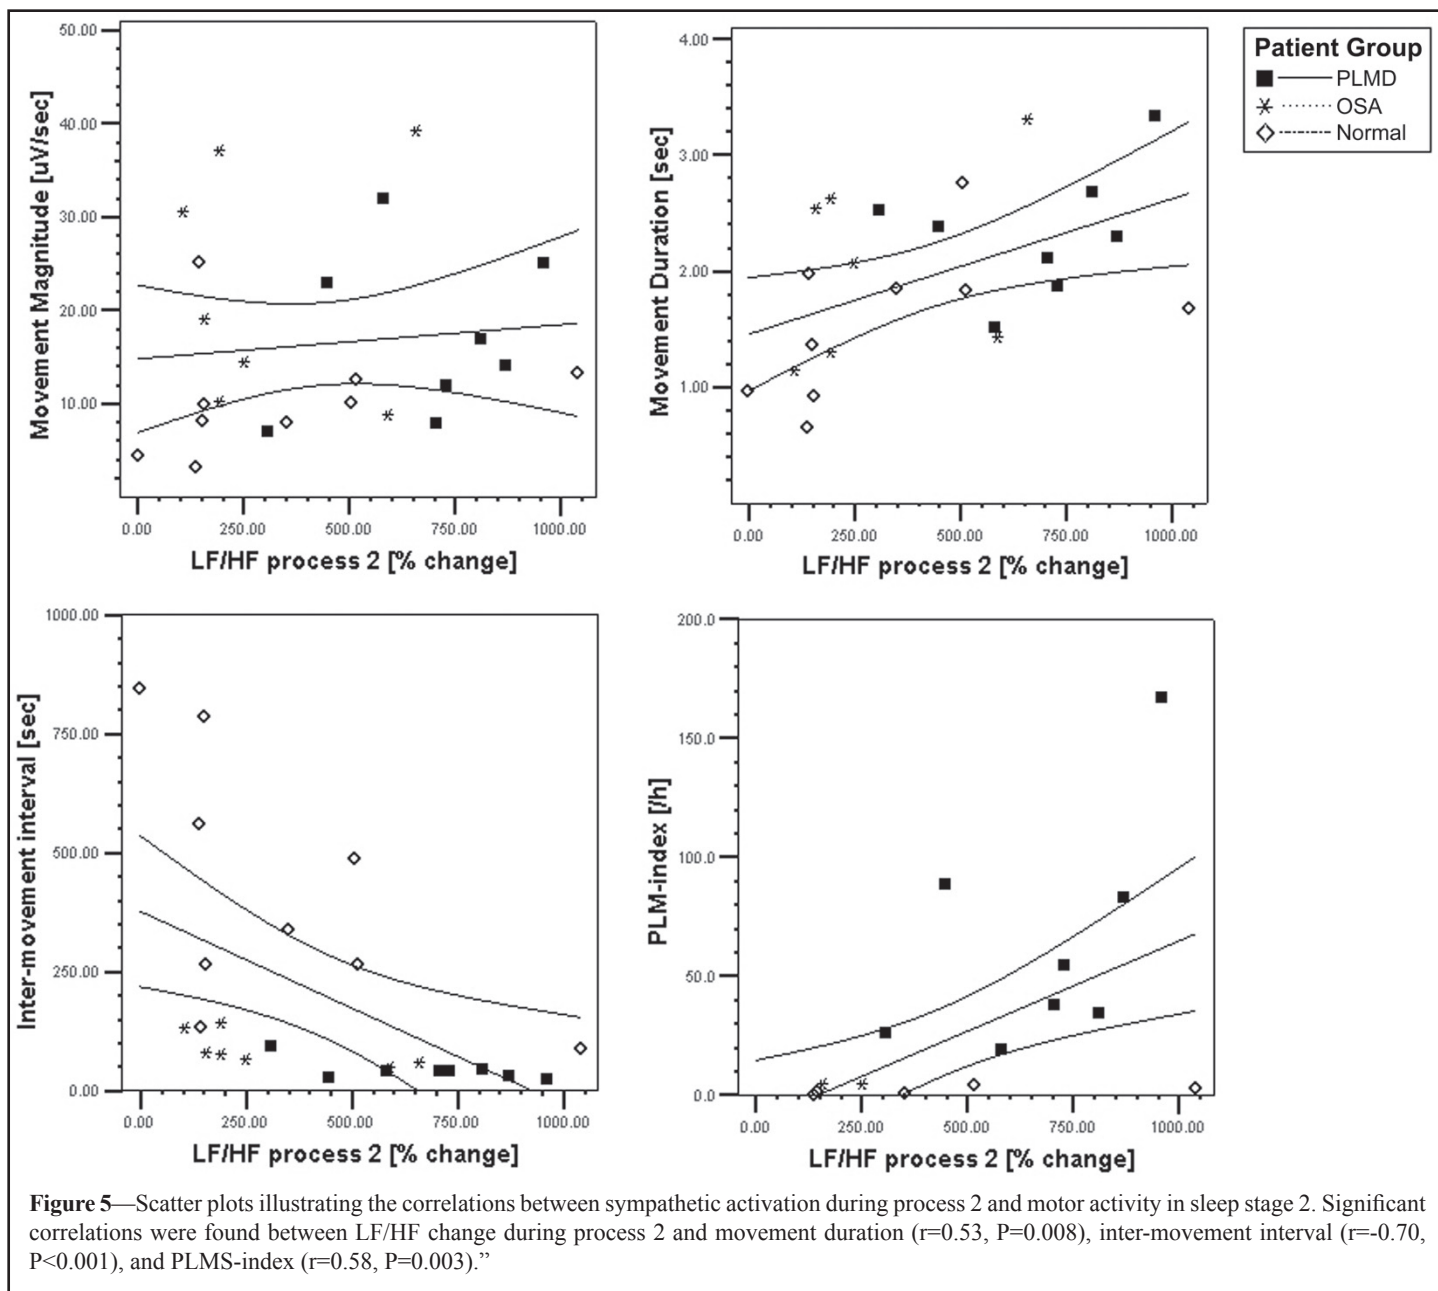 50.00
40.00
30.00
20.00
10.00
Movement Magnitude [uV/sec]
0.00 250.00 500.00 750.00 1000.00
LF/HF process 2 [% change]
4.00
3.00
2.00
1.00
Movement Duration [sec]
0.00 250.00 500.00 750.00 1000.00
LF/HF process 2 [% change]
Patient Group
PLMD
OSA
Normal
1000.00
750.00
500.00
250.00
0.00
Inter-movement interval [sec]
0.00 250.00 500.00 750.00 1000.00
LF/HF process 2 [% change]
200.0
150.0
100.0
50.0
0.0
PLM-index [/h]
0.00 250.00 500.00 750.00 1000.00
LF/HF process 2 [% change]
Figure 5—Scatter plots illustrating the correlations between sympathetic activation during process 2 and motor activity in sleep stage 2. Significant
correlations were found between LF/HF change during process 2 and movement duration (r=0.53, P=0.008), inter-movement interval (r=-0.70,
P<0.001), and PLMS-index (r=0.58, P=0.003).”